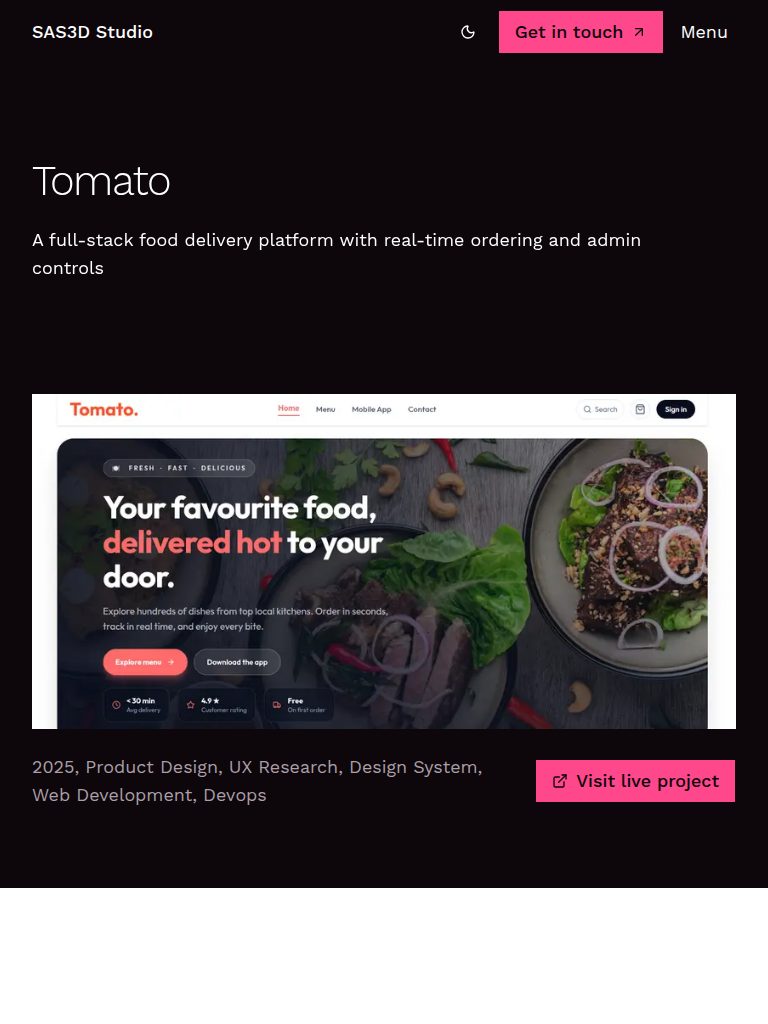 SAS3D Studio
Get in touch
Menu
Tomato
A full-stack food delivery platform with real-time ordering and admin
controls
Tomato.
Home
Menu
Mobile App
Contact
Search
Sign in
FRESH · FAST · DELICIOUS
Your favourite food,
delivered hot to your
door.
Explore hundreds of dishes from top local kitchens. Order in seconds,
track in real time, and enjoy every bite.
Explore menu →
Download the app
<30 min
Avg delivery
4.9 ★
Customer rating
Free
On first order
2025, Product Design, UX Research, Design System,
Web Development, Devops
Visit live project